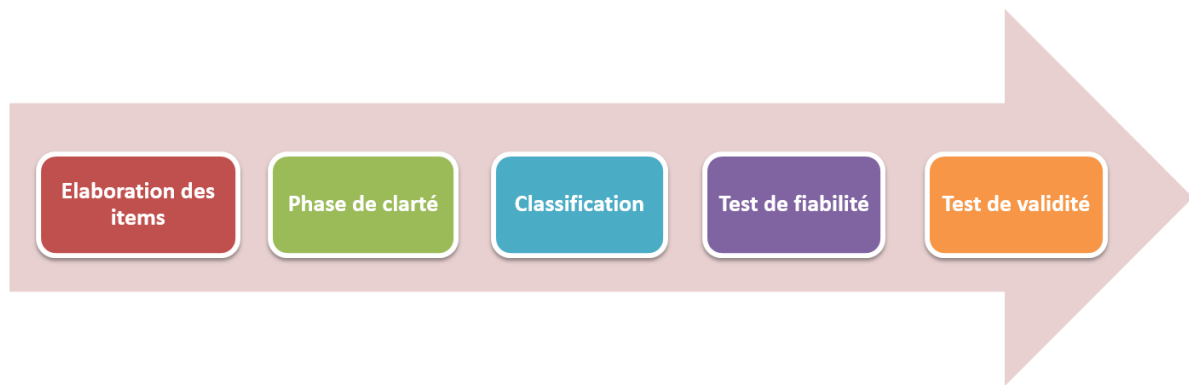 Elaboration des
items
Phase de clarté
Classification
Test de fiabilité
Test de validité